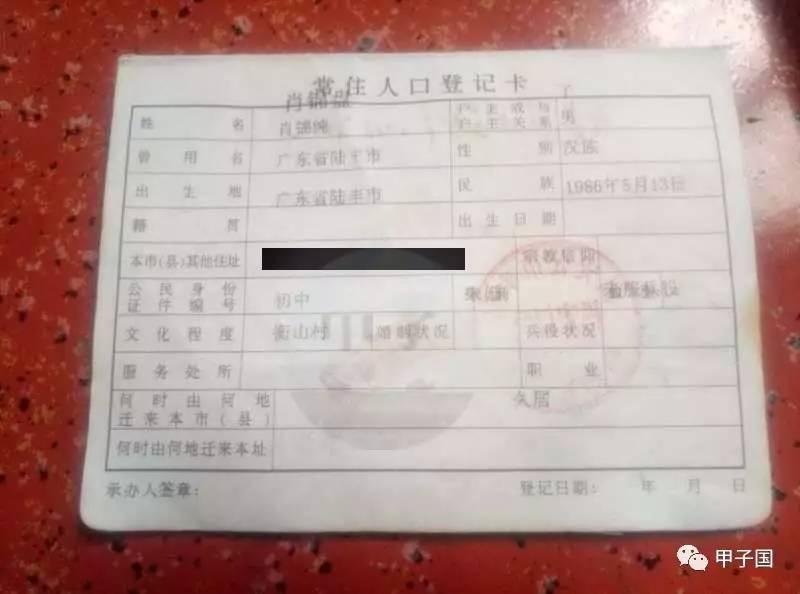 常住人口登记卡
肖锦盛 子
姓名 肖锦纯 户主或与户主关系 男
曾用名 广东省陆丰市 性别 汉族
出生地 广东省陆丰市 民族 1986年5月13日
籍贯 出生日期
本市(县)其他住址 宗教信仰
公民身份证件编号 初中 未服兵役
文化程度 衡山村 婚姻状况 兵役状况
服务处所 职业
何时由何地迁来本市(县) 久居
何时由何地迁来本址
承办人签章: 登记日期: 年 月 日
甲子国